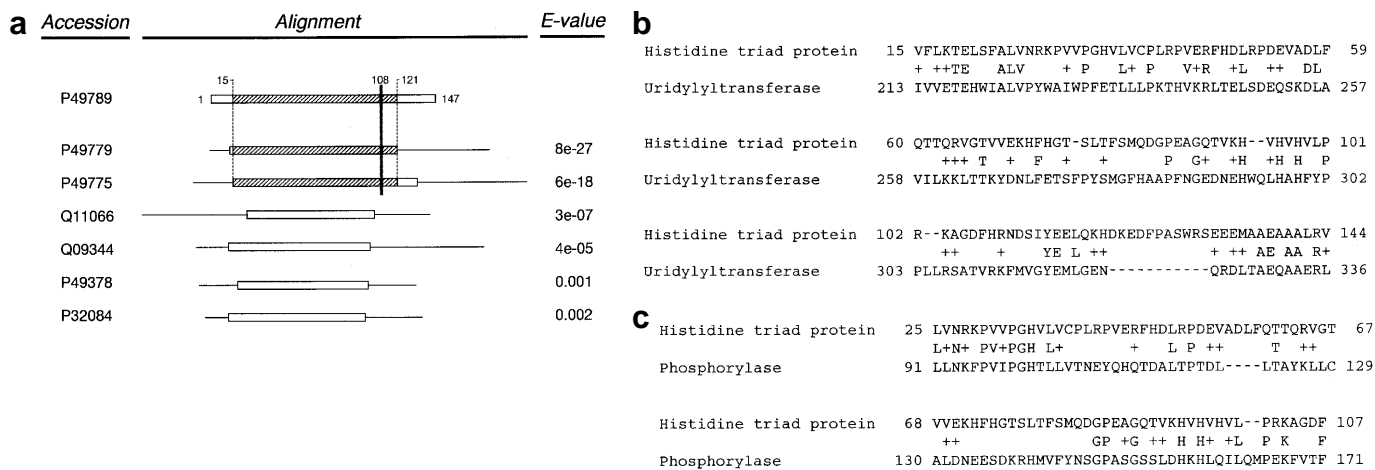 a
Accession Alignment E-value
15 108 121
P49789 1 147
P49779 8e-27
P49775 6e-18
Q11066 3e-07
Q09344 4e-05
P49378 0.001
P32084 0.002
b
Histidine triad protein 15 VFLKTELSFALVNRKPVVPGHVLVCPLRPVERFHDLRPDEVADLF 59
+ ++TE ALV + P L+ P V+R +L ++ DL
Uridylyltransferase 213 IVVETEHWIALVPYWAIWPFETLLLPKTHVKRLTELSDEQSKDLA 257
Histidine triad protein 60 QTTQRVGTVVEKHFHGT-SLTFSMQDGPEAGQTVKH--VHVHVLP 101
+++ T + F + + P G+ +H +H H P
Uridylyltransferase 258 VILKKLTTKYDNLFETSFPYSMGFHAAPFNGEDNEHWQLHAHFYP 302
Histidine triad protein 102 R--KAGDFHRNDSIYEELQKHDKEDFPASWRSEEEMAAEAAALRV 144
++ + YE L ++ + ++ AE AA R+
Uridylyltransferase 303 PLLRSATVRKFMVGYEMLGEN-----------QRDLTAEQAAERL 336
c
Histidine triad protein 25 LVNRKPVVPGHVLVCPLRPVERFHDLRPDEVADLFQTTQRVGT 67
L+N+ PV+PGH L+ + L P ++ T ++
Phosphorylase 91 LLNKFPVIPGHTLLVTNEYQHQTDALTPTDL----LTAYKLLC 129
Histidine triad protein 68 VVEKHFHGTSLTFSMQDGPEAGQTVKHVHVHVL--PRKAGDF 107
++ GP +G ++ H H+ +L P K F
Phosphorylase 130 ALDNEESDKRHMVFYNSGPASGSSLDHKHLQILQMPEKFVTF 171